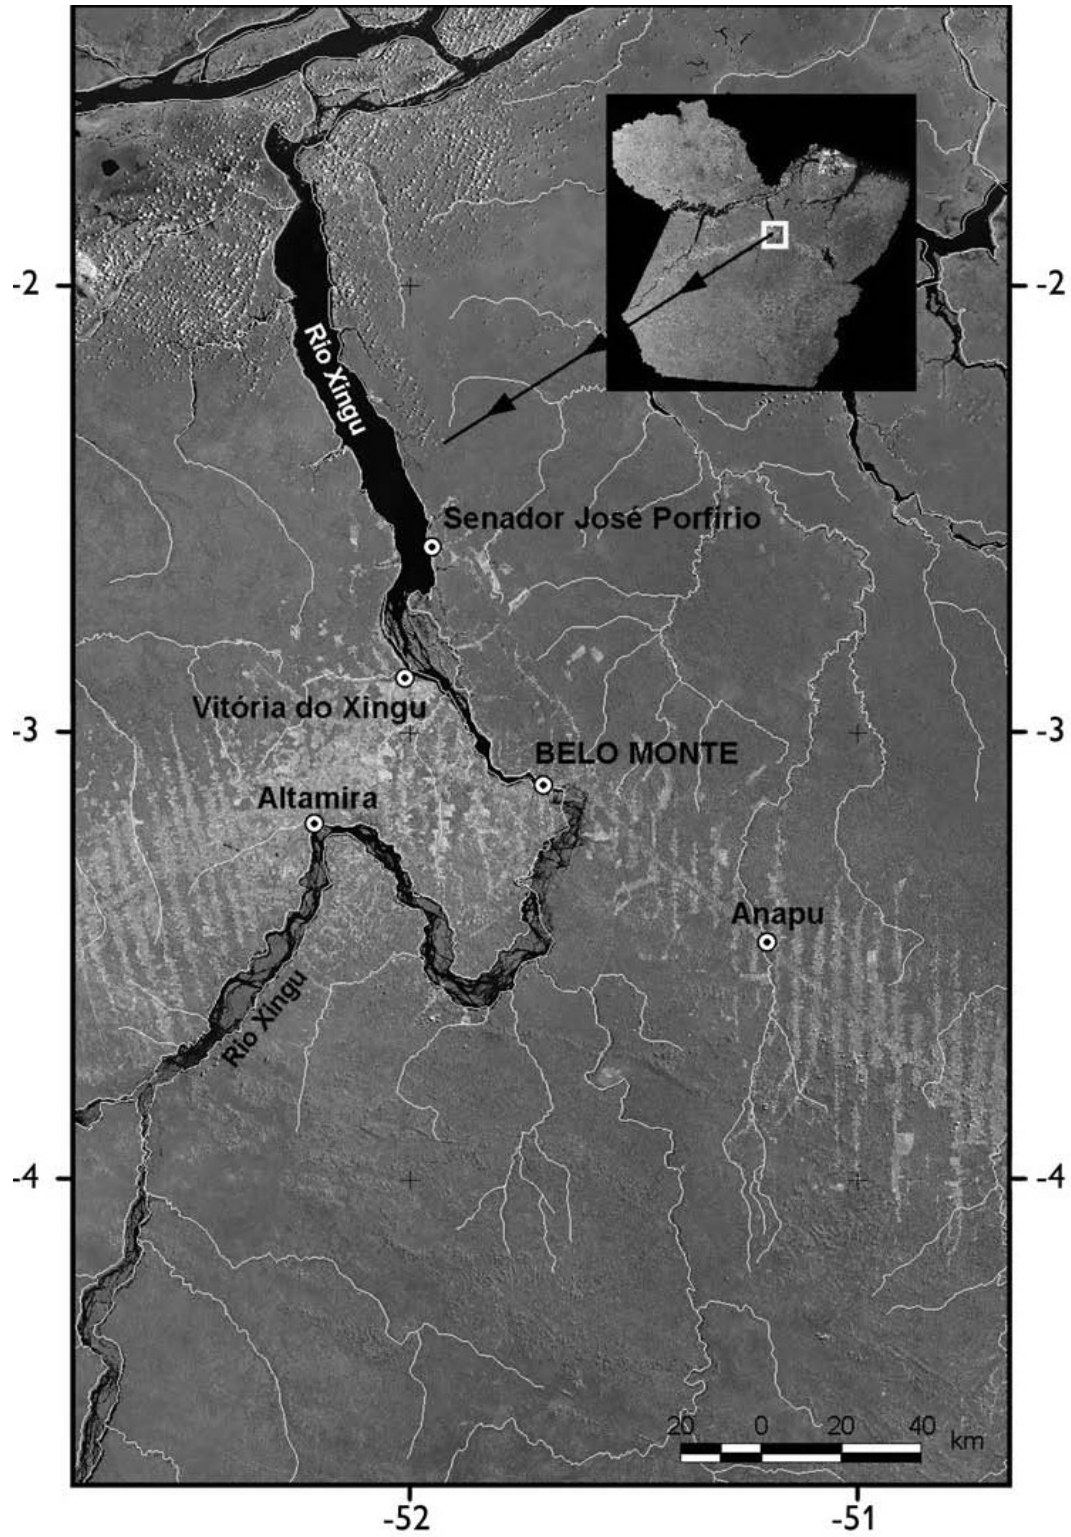 -2
-2
Rio Xingu
Senador José Porfírio
Vitória do Xingu
-3
-3
BELO MONTE
Altamira
Anapu
Rio Xingu
-4
-4
20 0 20 40
km
-52
-51